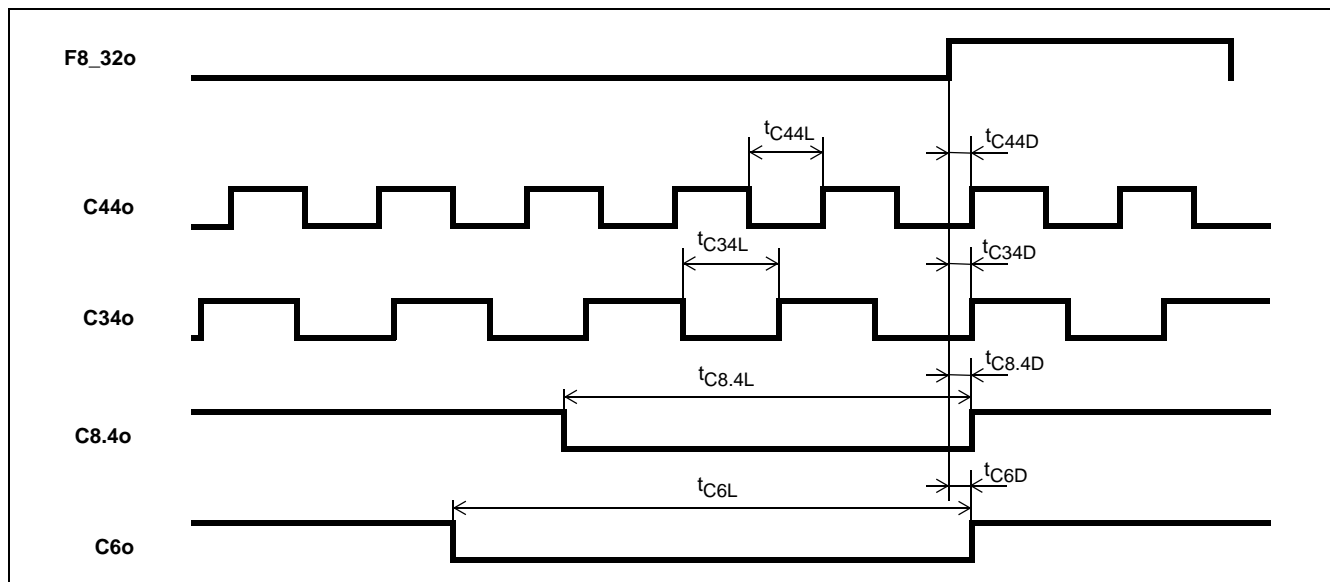 F8_32o
tC44L
tC44D
C44o
tC34L
tC34D
C34o
tC8.4L
tC8.4D
C8.4o
tC6L
tC6D
C6o